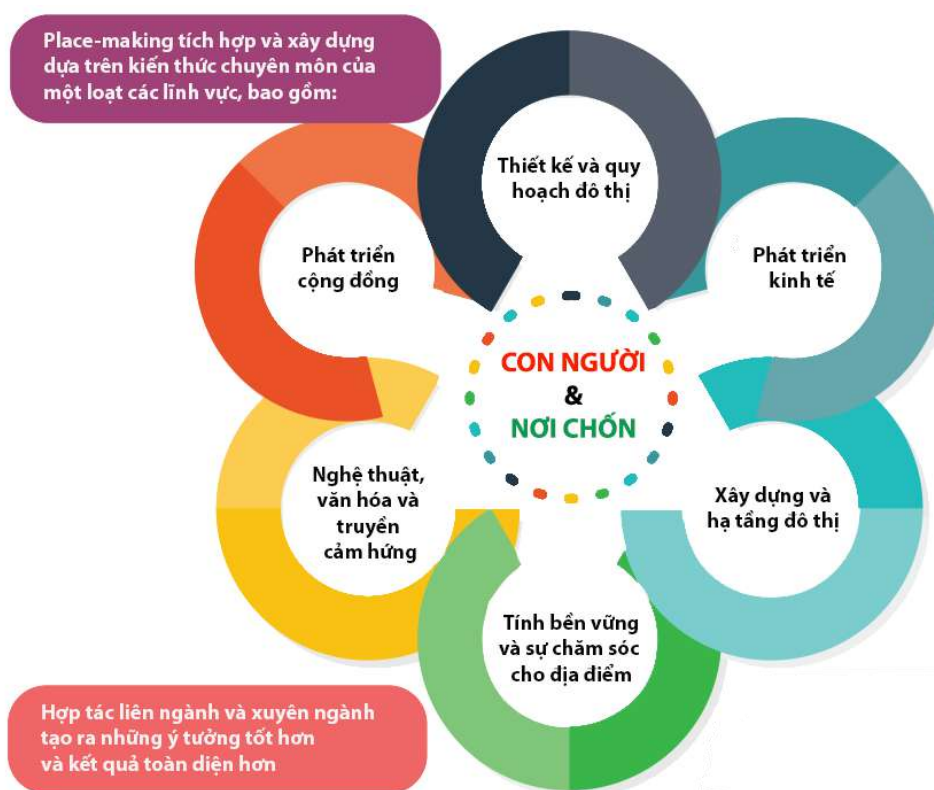 Place-making tích hợp và xây dựng
dựa trên kiến thức chuyên môn của
một loạt các lĩnh vực, bao gồm:
Thiết kế và quy
hoạch đô thị
Phát triển
cộng đồng
Phát triển
kinh tế
CON NGƯỜI
&
NƠI CHỐN
Nghệ thuật,
văn hóa và
truyền
cảm hứng
Xây dựng và
hạ tầng đô thị
Tính bền vững
và sự chăm sóc
cho địa điểm
Hợp tác liên ngành và xuyên ngành
tạo ra những ý tưởng tốt hơn
và kết quả toàn diện hơn